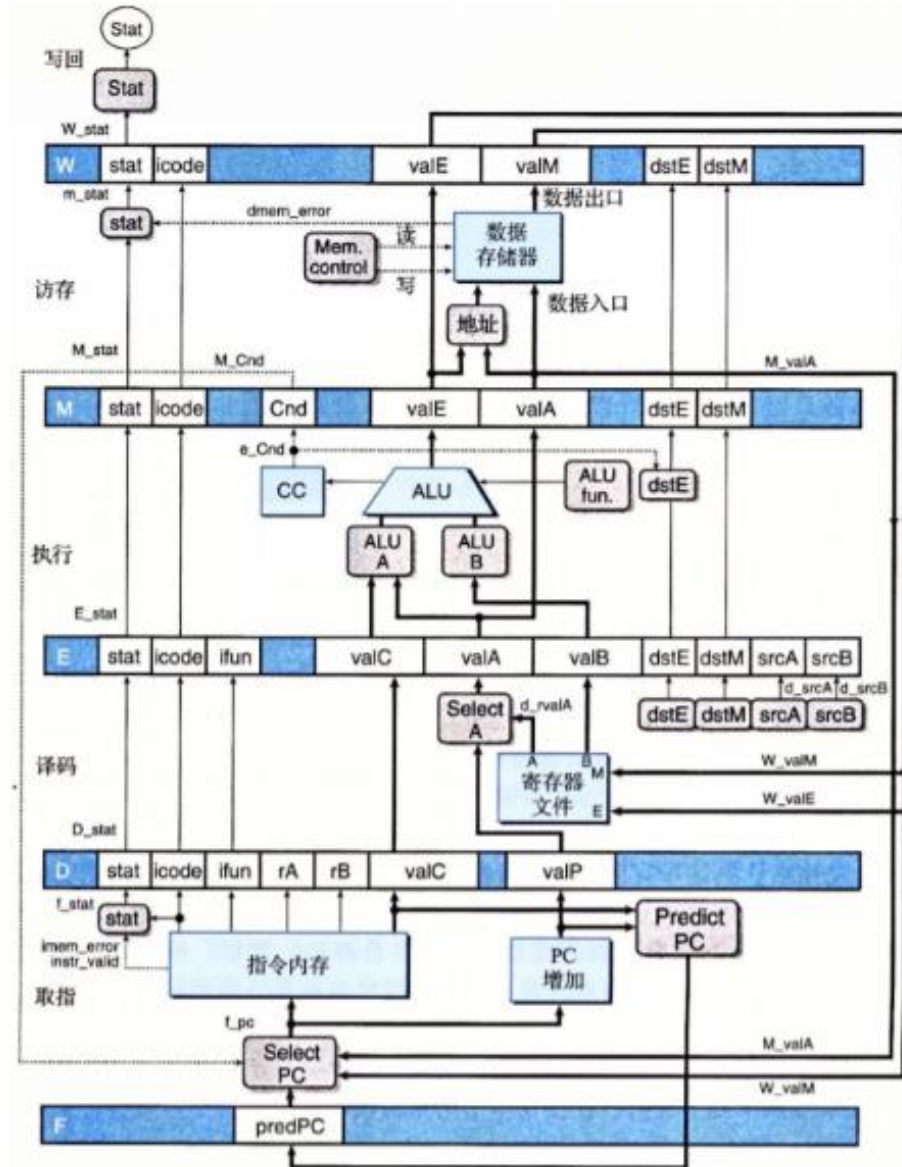 Stat
写回
Stat
W_stat
W stat icode valE valM dstE dstM
m_stat
数据出口
stat
dmem_error
读
Mem.
control
写
数据
存储器
访存
地址
数据入口
M_stat
M_Cnd
M_valA
M stat icode Cnd valE valA dstE dstM
e_Cnd
CC
ALU
ALU
fun.
dstE
ALU
A
ALU
B
执行
E_stat
E stat icode ifun valC valA valB dstE dstM srcA srcB
d_srcA d_srcB
Select
A
d_rvalA
dstE dstM srcA srcB
A B
M
W_valM
寄存器
文件
E
W_valE
译码
D_stat
D stat icode ifun rA rB valC valP
f_stat
stat
Predict
PC
imem_error
instr_valid
指令内存
PC
增加
取指
f_pc
Select
PC
M_valA
W_valM
F predPC